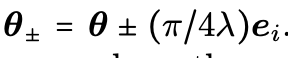 𝜽± = 𝜽 ± (π/4λ)𝒆ᵢ.